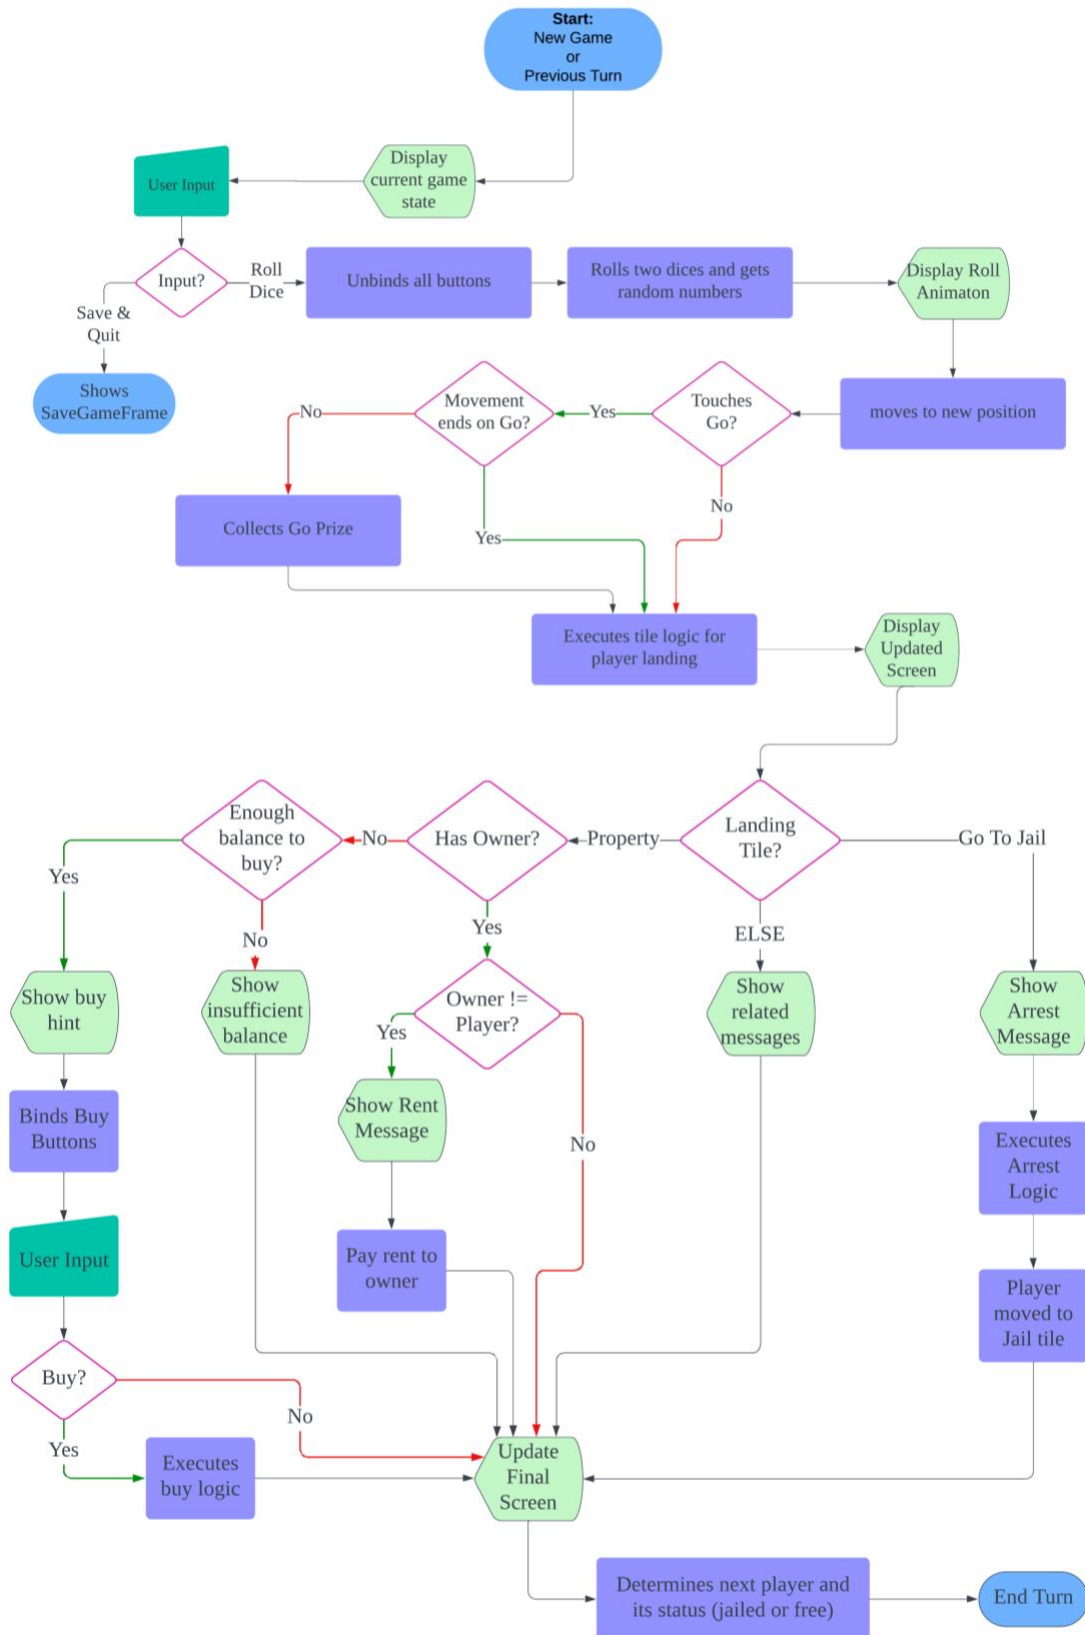 Start:
New Game
or
Previous Turn
Display
current game
state
User Input
Input?
Roll
Dice
Unbinds all buttons
Rolls two dices and gets
random numbers
Display Roll
Animaton
Save &
Quit
Shows
SaveGameFrame
moves to new position
Touches
Go?
Yes
Movement
ends on Go?
No
No
Collects Go Prize
Yes
Executes tile logic for
player landing
Display
Updated
Screen
Landing
Tile?
Property
Go To Jail
ELSE
Has Owner?
No
Enough
balance to
buy?
Yes
No
Yes
Show buy
hint
Show
insufficient
balance
Owner !=
Player?
Yes
No
Show
related
messages
Show
Arrest
Message
Binds Buy
Buttons
Show Rent
Message
Executes
Arrest
Logic
User Input
Pay rent to
owner
Player
moved to
Jail tile
Buy?
No
Yes
Executes
buy logic
Update
Final
Screen
Determines next player and
its status (jailed or free)
End Turn